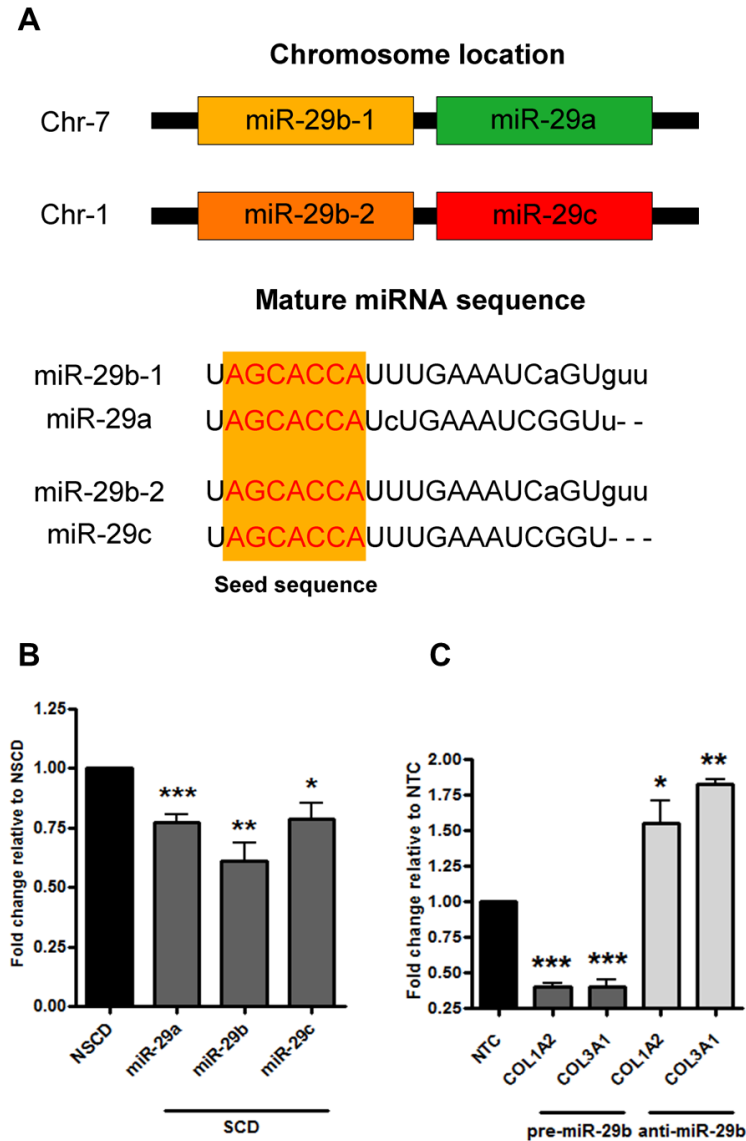 A
Chromosome location
Chr-7
miR-29b-1
miR-29a
Chr-1
miR-29b-2
miR-29c
Mature miRNA sequence
miR-29b-1 UAGCACCAUUUGAAAUCaGUguu
miR-29a UAGCACCAUcUGAAAUCGGUu- -
miR-29b-2 UAGCACCAUUUGAAAUCaGUguu
miR-29c UAGCACCAUUUGAAAUCGGU- - -
Seed sequence
B
Fold change relative to NSCD
1.25
1.00
0.75
0.50
0.25
0.00
***
**
*
NSCD
miR-29a
miR-29b
miR-29c
SCD
C
Fold change relative to NTC
2.00
1.75
1.50
1.00
0.75
0.50
0.25
***
***
*
**
NTC
COL1A2
COL3A1
COL1A2
COL3A1
pre-miR-29b
anti-miR-29b